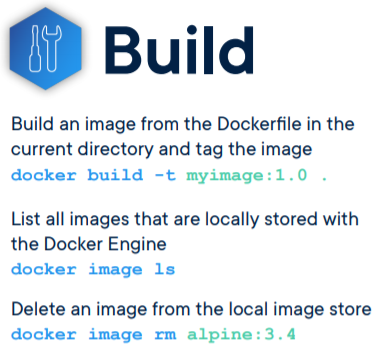 Build
Build an image from the Dockerfile in the
current directory and tag the image
docker build -t myimage:1.0 .
List all images that are locally stored with
the Docker Engine
docker image ls
Delete an image from the local image store
docker image rm alpine:3.4